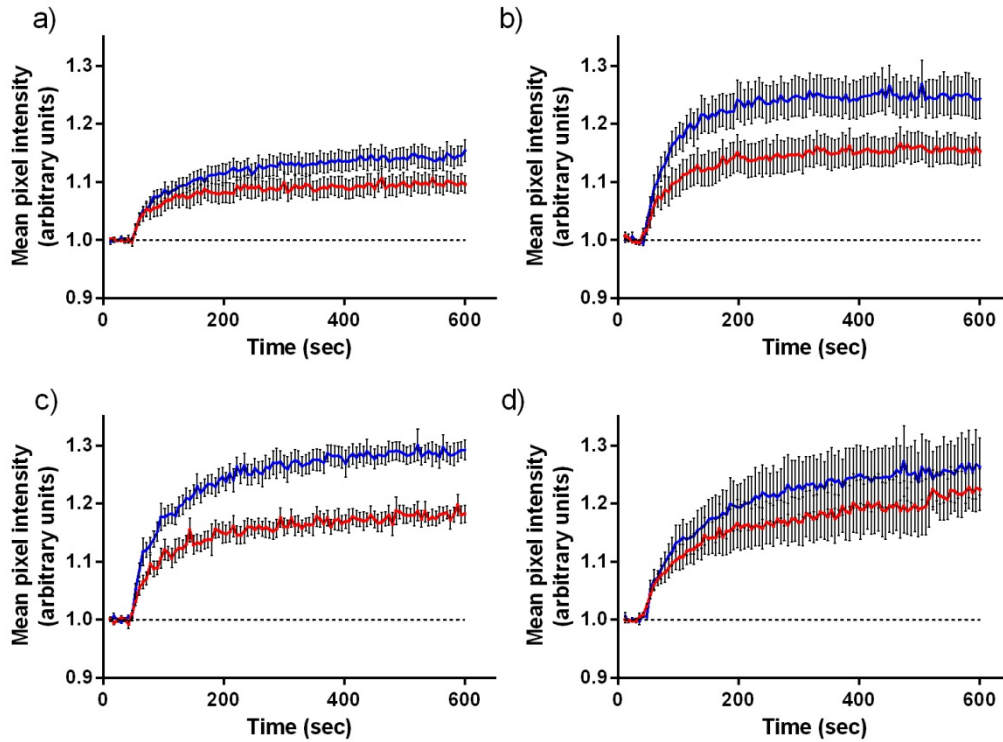 a)
Mean pixel intensity
(arbitrary units)
1.3
1.2
1.1
1.0
0.9
0 200 400 600
Time (sec)
b)
Mean pixel intensity
(arbitrary units)
1.3
1.2
1.1
1.0
0.9
0 200 400 600
Time (sec)
c)
Mean pixel intensity
(arbitrary units)
1.3
1.2
1.1
1.0
0.9
0 200 400 600
Time (sec)
d)
Mean pixel intensity
(arbitrary units)
1.3
1.2
1.1
1.0
0.9
0 200 400 600
Time (sec)